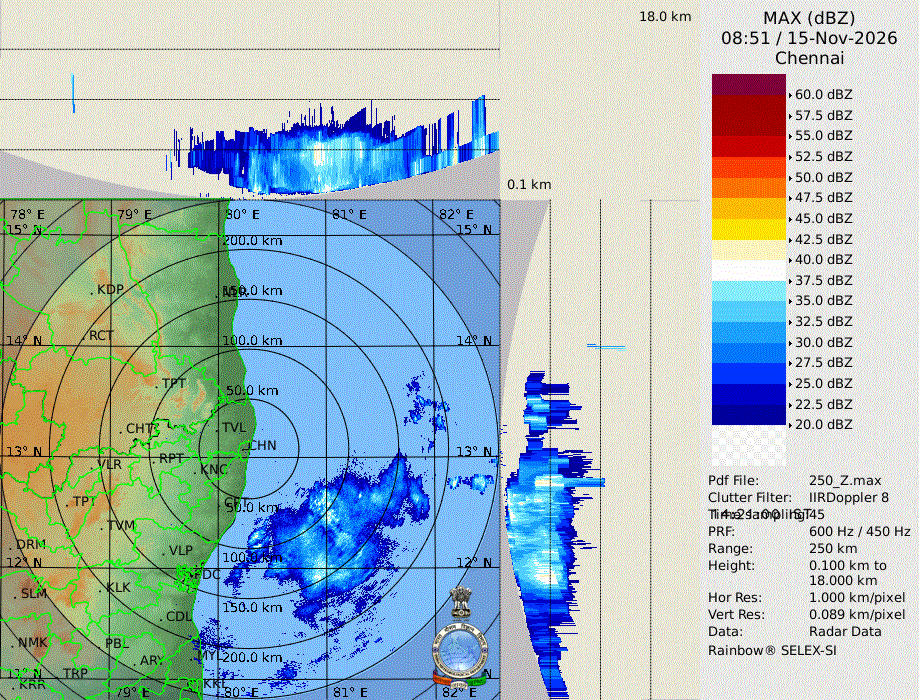 18.0 km
0.1 km
MAX (dBZ)
08:51 / 15-Nov-2026
Chennai
60.0 dBZ
57.5 dBZ
55.0 dBZ
52.5 dBZ
50.0 dBZ
47.5 dBZ
45.0 dBZ
42.5 dBZ
40.0 dBZ
37.5 dBZ
35.0 dBZ
32.5 dBZ
30.0 dBZ
27.5 dBZ
25.0 dBZ
22.5 dBZ
20.0 dBZ
Pdf File: 250_Z.max
Clutter Filter: IIRDoppler 8
PRF: 600 Hz / 450 Hz
Range: 250 km
Height: 0.100 km to
18.000 km
Hor Res: 1.000 km/pixel
Vert Res: 0.089 km/pixel
Data: Radar Data
Rainbow® SELEX-SI
78° E 79° E 80° E 81° E 82° E
15° N 15° N
200.0 km
KDP
150.0 km
RCT
14° N 100.0 km 14° N
TPT
50.0 km
CHT TVL
CHN
13° N 13° N
VLR RPT KNC
TPT
50.0 km
TVM
DRM VLP
100.0 km
12° N 12° N
SLM KLK
150.0 km
CDL
NMK PBL
ARY 200.0 km
TRP
KRR
79° E 80° E 81° E 82° E